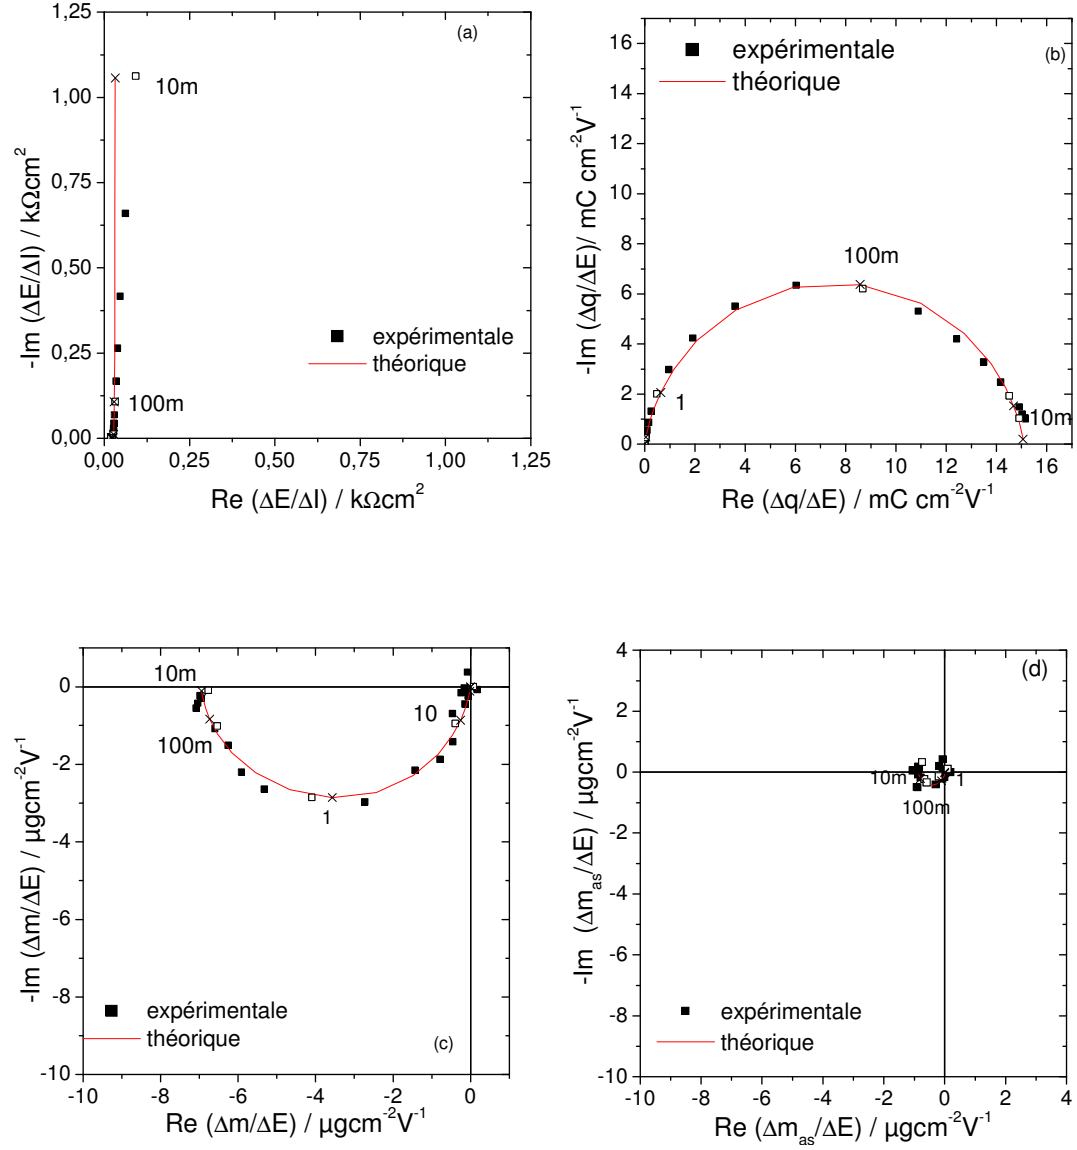 (a)
1,25
1,00
0,75
0,50
0,25
0,00
10m
100m
expérimentale
théorique
0,00 0,25 0,50 0,75 1,00 1,25
-Im (ΔE/ΔI) / kΩcm²
Re (ΔE/ΔI) / kΩcm²
(b)
expérimentale
théorique
16
14
12
10
8
6
4
2
0
100m
1
10m
0 2 4 6 8 10 12 14 16
-Im (Δq/ΔE)/ mC cm⁻²V⁻¹
Re (Δq/ΔE) / mC cm⁻²V⁻¹
0
-2
-4
-6
-8
-10
10m
100m
10
1
expérimentale
théorique
(c)
-10 -8 -6 -4 -2 0
-Im (Δm/ΔE) / µgcm⁻²V⁻¹
Re (Δm/ΔE) / µgcm⁻²V⁻¹
(d)
4
2
0
-2
-4
-6
-8
-10
10m
1
100m
expérimentale
théorique
-10 -8 -6 -4 -2 0 2 4
-Im (Δmas/ΔE) / µgcm⁻²V⁻¹
Re (Δmas/ΔE) / µgcm⁻²V⁻¹